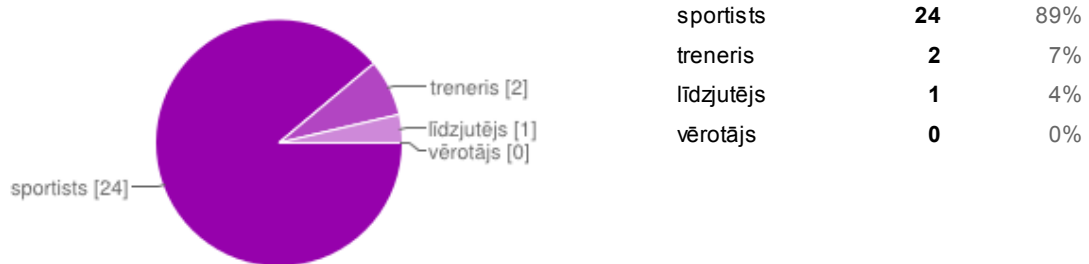 treneris [2]
līdzjutējs [1]
vērotājs [0]
sportists [24]
sportists 24 89%
treneris 2 7%
līdzjutējs 1 4%
vērotājs 0 0%